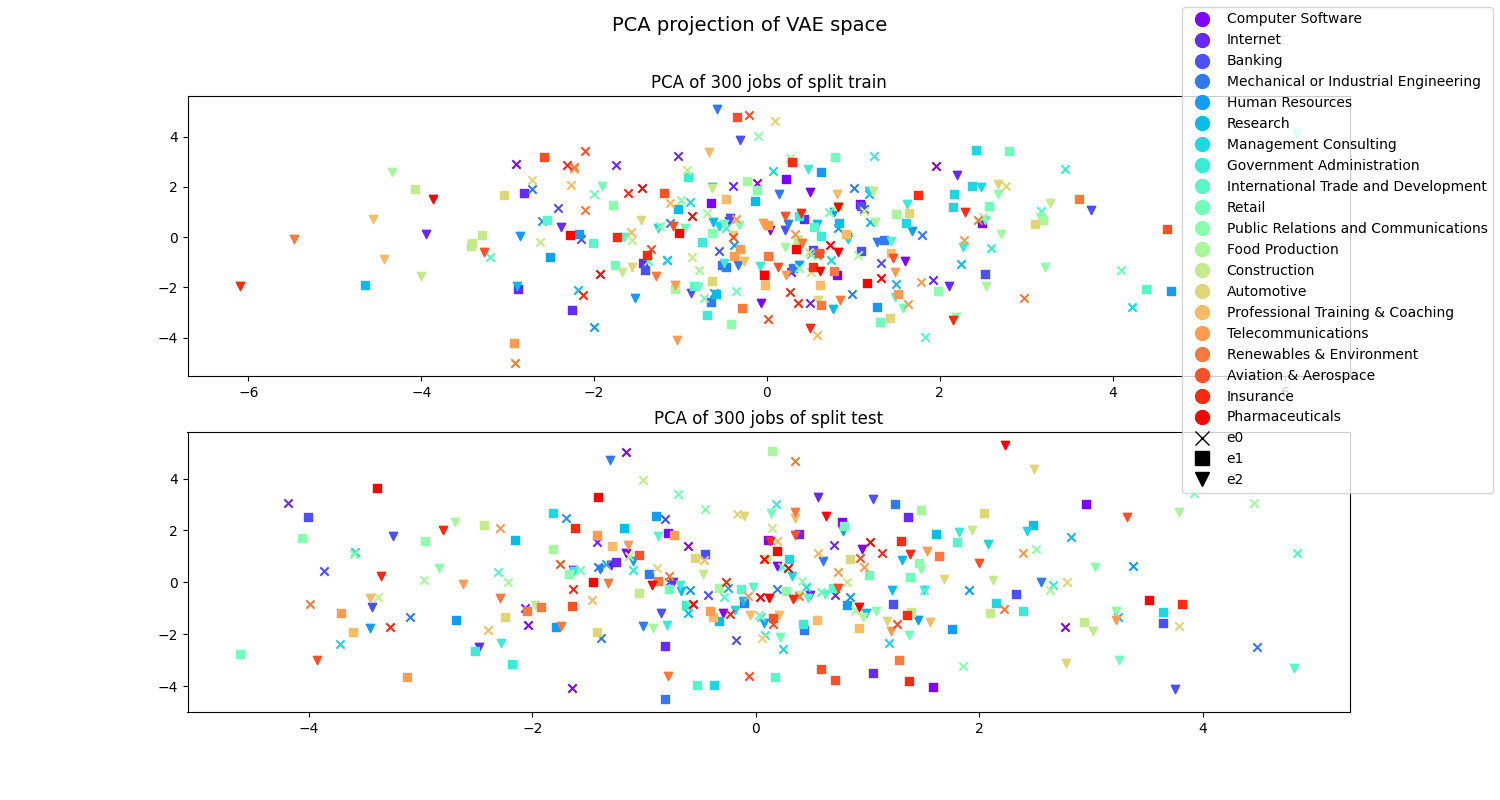 PCA projection of VAE space
PCA of 300 jobs of split train
4
2
0
−2
−4
−6
−4
−2
0
2
4
6
PCA of 300 jobs of split test
4
2
0
−2
−4
−4
−2
0
2
4
Computer Software
Internet
Banking
Mechanical or Industrial Engineering
Human Resources
Research
Management Consulting
Government Administration
International Trade and Development
Retail
Public Relations and Communications
Food Production
Construction
Automotive
Professional Training & Coaching
Telecommunications
Renewables & Environment
Aviation & Aerospace
Insurance
Pharmaceuticals
e0
e1
e2